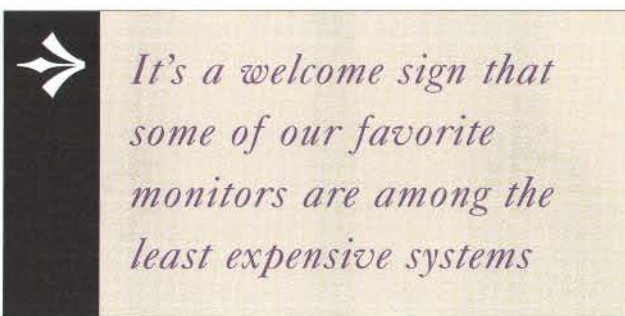 It's a welcome sign that
some of our favorite
monitors are among the
least expensive systems